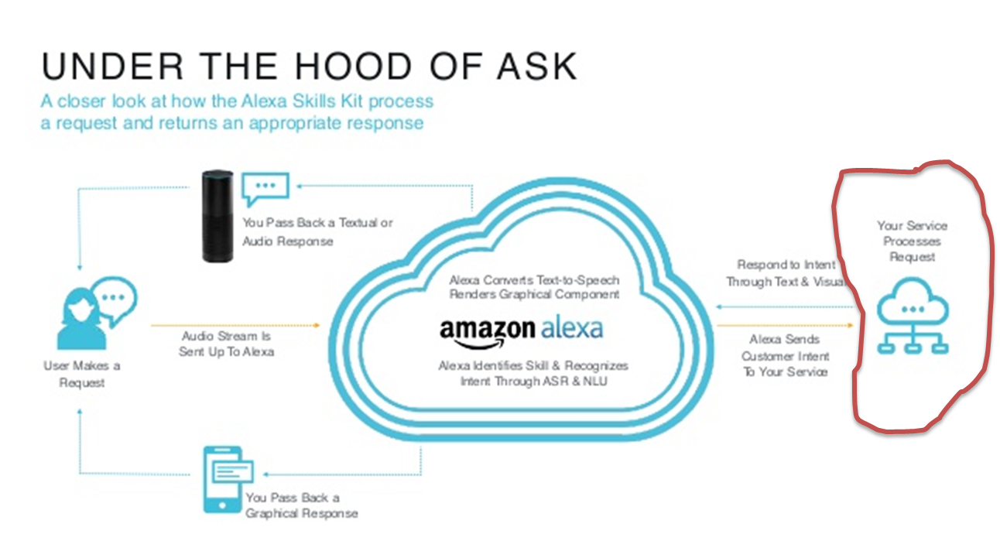 UNDER THE HOOD OF ASK
A closer look at how the Alexa Skills Kit process
a request and returns an appropriate response
You Pass Back a Textual or
Audio Response
User Makes a
Request
Audio Stream Is
Sent Up To Alexa
Alexa Converts Text-to-Speech
Renders Graphical Component
amazon alexa
Alexa Identifies Skill & Recognizes
Intent Through ASR & NLU
Respond to Intent
Through Text & Visual
Alexa Sends
Customer Intent
To Your Service
Your Service
Processes
Request
You Pass Back a
Graphical Response